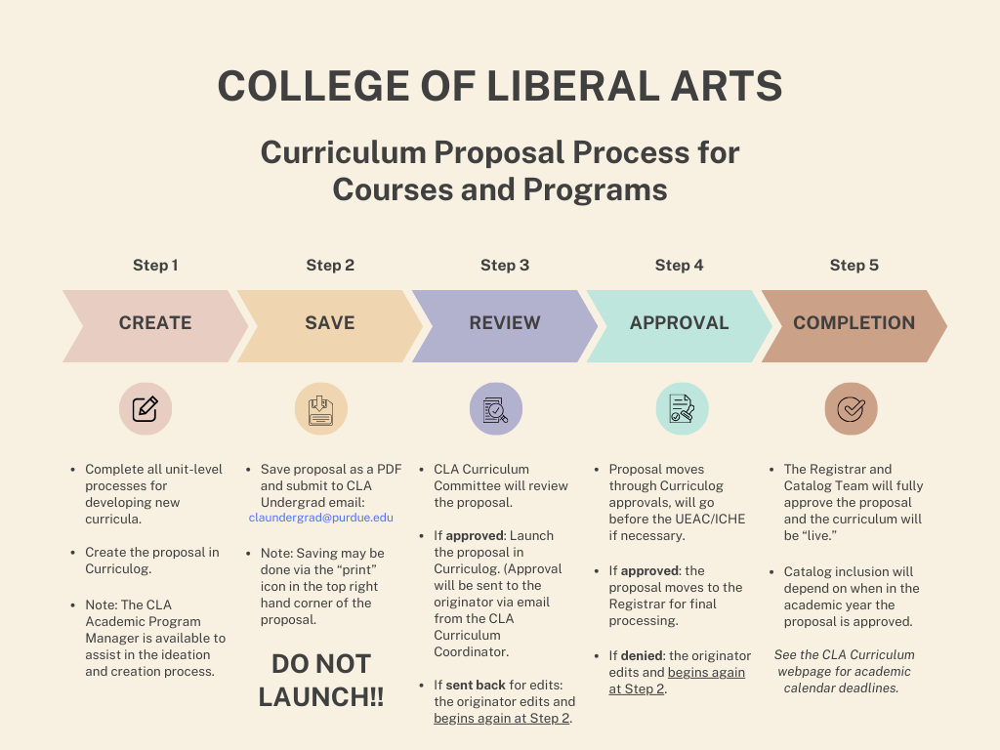 COLLEGE OF LIBERAL ARTS
Curriculum Proposal Process for
Courses and Programs
Step 1
Step 2
Step 3
Step 4
Step 5
CREATE
SAVE
REVIEW
APPROVAL
COMPLETION
• Complete all unit-level
processes for
developing new
curricula.
• Create the proposal in
Curriculog.
• Note: The CLA
Academic Program
Manager is available to
assist in the ideation
and creation process.
• Save proposal as a PDF
and submit to CLA
Undergrad email:
claundergrad@purdue.edu
• Note: Saving may be
done via the “print”
icon in the top right
hand corner of the
proposal.
DO NOT
LAUNCH!!
• CLA Curriculum
Committee will review
the proposal.
• If approved: Launch
the proposal in
Curriculog. (Approval
will be sent to the
originator via email
from the CLA
Curriculum
Coordinator.
• If sent back for edits:
the originator edits and
begins again at Step 2.
• Proposal moves
through Curriculog
approvals, will go
before the UEAC/ICHE
if necessary.
• If approved: the
proposal moves to the
Registrar for final
processing.
• If denied: the originator
edits and begins again
at Step 2.
• The Registrar and
Catalog Team will fully
approve the proposal
and the curriculum will
be “live.”
• Catalog inclusion will
depend on when in the
academic year the
proposal is approved.
See the CLA Curriculum
webpage for academic
calendar deadlines.